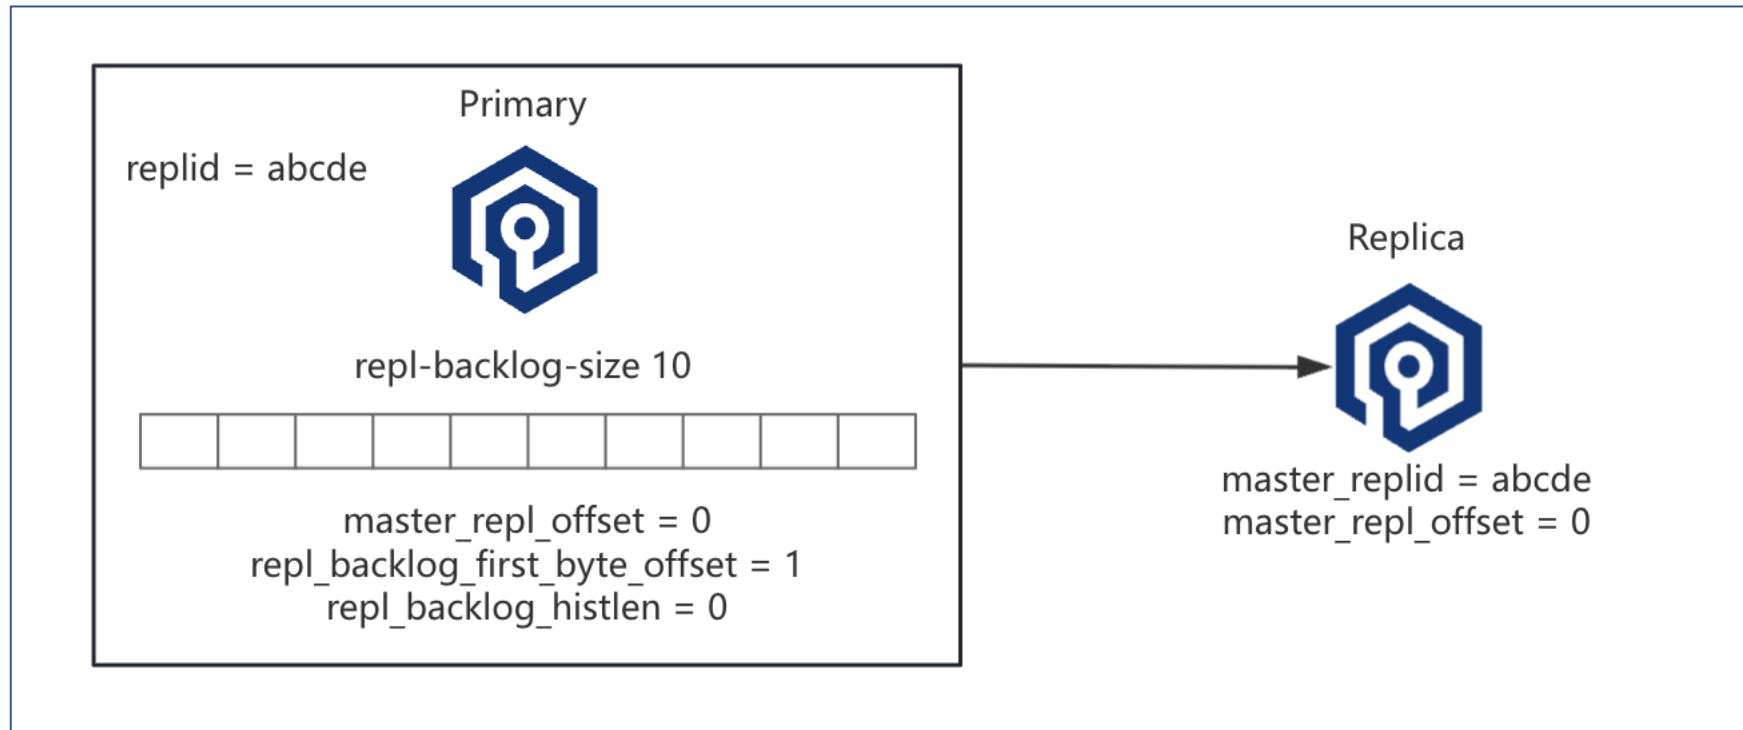 Primary
replid = abcde
repl-backlog-size 10
master_repl_offset = 0
repl_backlog_first_byte_offset = 1
repl_backlog_histlen = 0
Replica
master_replid = abcde
master_repl_offset = 0